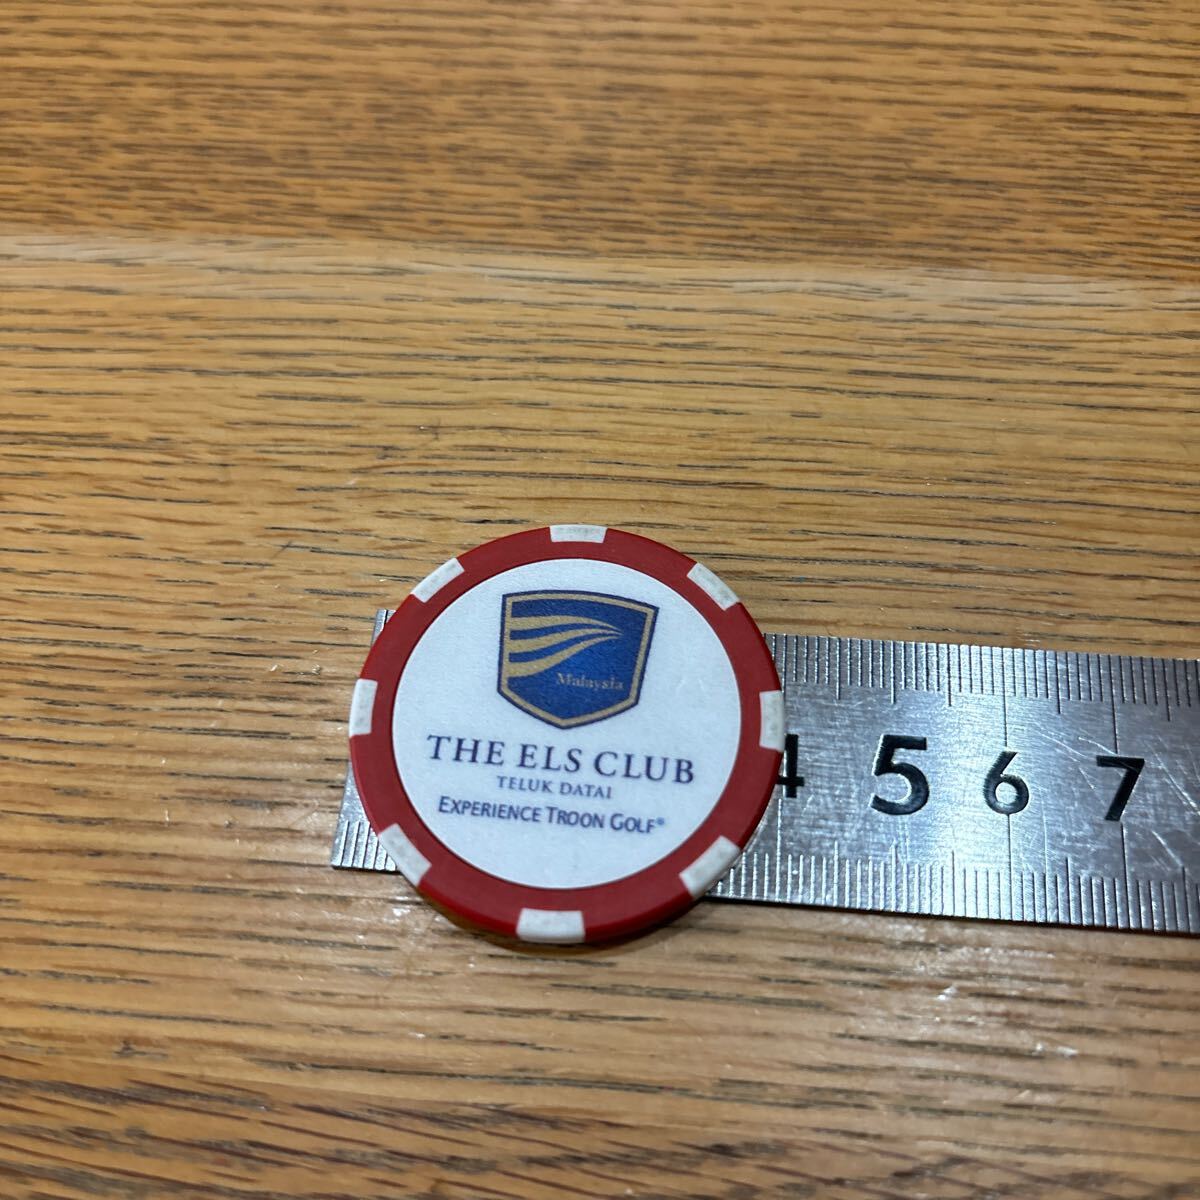 Malaysia
THE ELS CLUB
TELUK DATAI
EXPERIENCE TROON GOLF®
4 5 6 7